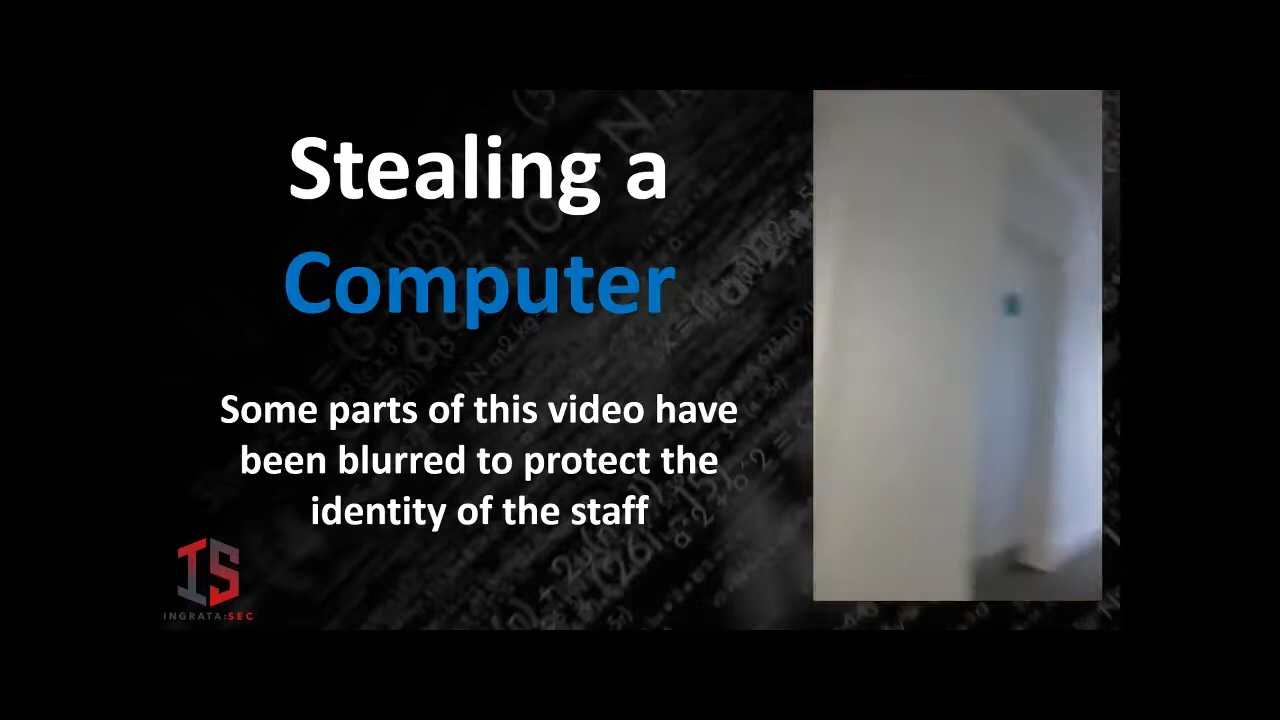 Stealing a
Computer
Some parts of this video have
been blurred to protect the
identity of the staff
IS
INGRATA:SEC